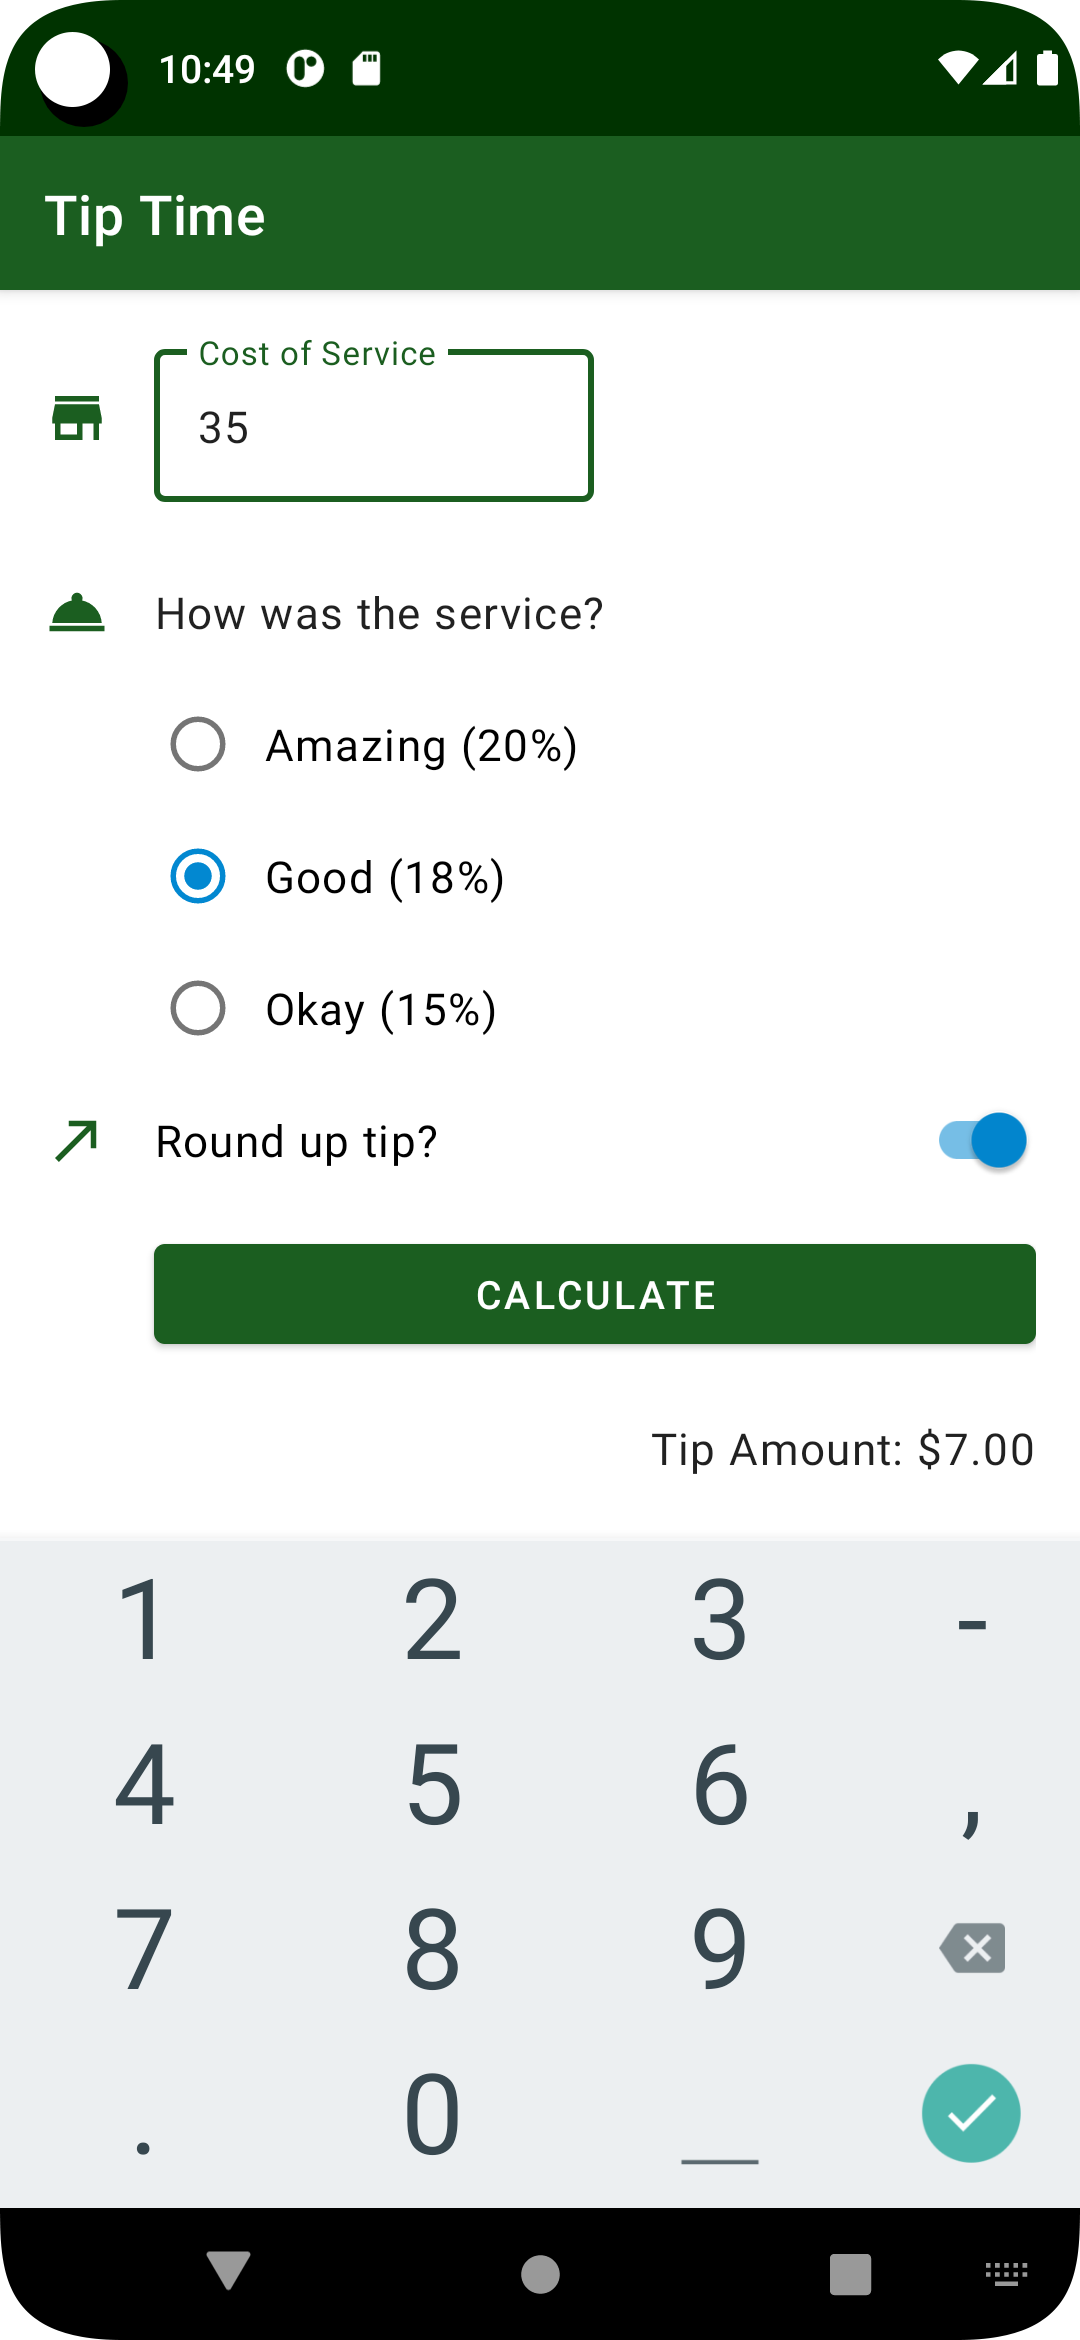 10:49
Tip Time
Cost of Service
35
How was the service?
Amazing (20%)
Good (18%)
Okay (15%)
Round up tip?
CALCULATE
Tip Amount: $7.00
1 2 3 -
4 5 6 ,
7 8 9
. 0 _